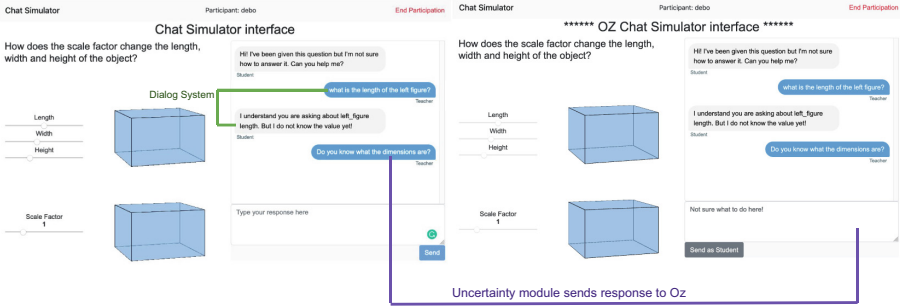 Chat Simulator
Participant: debo
End Participation
Chat Simulator interface
How does the scale factor change the length,
width and height of the object?
Hi! I've been given this question but I'm not sure
how to answer it. Can you help me?
Student
Dialog System
what is the length of the left figure?
Teacher
I understand you are asking about left_figure
length. But I do not know the value yet!
Student
Length
Width
Height
Do you know what the dimensions are?
Teacher
Type your response here
Scale Factor
1
Send
Chat Simulator
Participant: debo
End Participation
****** OZ Chat Simulator interface ******
How does the scale factor change the length,
width and height of the object?
Hi! I've been given this question but I'm not sure
how to answer it. Can you help me?
Student
what is the length of the left figure?
Teacher
I understand you are asking about left_figure
length. But I do not know the value yet!
Student
Length
Width
Height
Do you know what the dimensions are?
Teacher
Not sure what to do here!
Scale Factor
1
Send as Student
Uncertainty module sends response to Oz